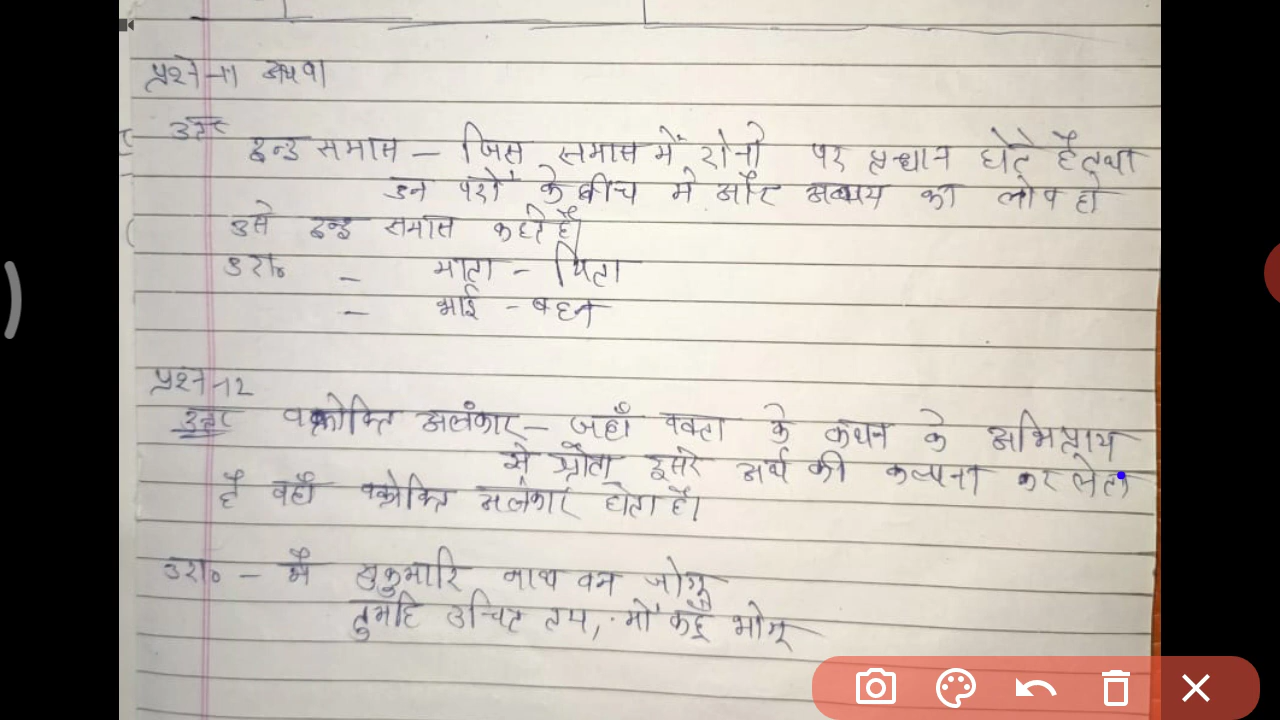 प्रश्न-11 अथवा
उत्तर
द्वन्द्व समास – जिस समास में दोनों पद प्रधान होते हैं तथा
उन पदों के बीच में और अव्यय का लोप हो
उसे द्वन्द्व समास कहते हैं।
उदा० – माता - पिता
– भाई - बहन
प्रश्न-12
उत्तर वक्रोक्ति अलंकार – जहाँ वक्ता के कथन के अभिप्राय
से श्रोता दूसरे अर्थ की कल्पना कर लेता
है वहाँ वक्रोक्ति अलंकार होता है।
उदा० – मैं सुकुमारि नाथ वन जोगू
तुमहि उचित तप, मो कहूँ भोगू